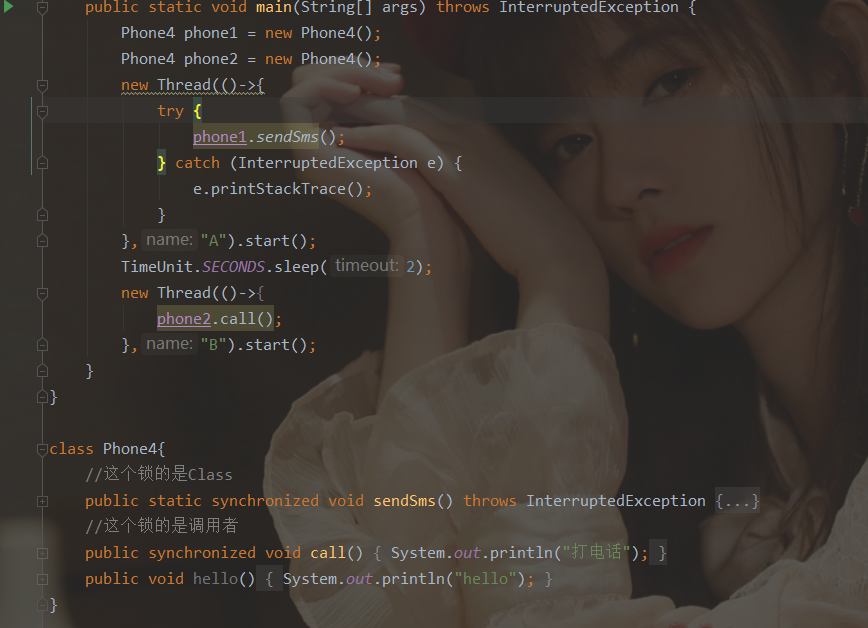 public static void main(String[] args) throws InterruptedException {
Phone4 phone1 = new Phone4();
Phone4 phone2 = new Phone4();
new Thread(()->{
try {
phone1.sendSms();
} catch (InterruptedException e) {
e.printStackTrace();
}
}, name: "A").start();
TimeUnit.SECONDS.sleep( timeout: 2);
new Thread(()->{
phone2.call();
}, name: "B").start();
}
}
class Phone4{
//这个锁的是Class
public static synchronized void sendSms() throws InterruptedException {...}
//这个锁的是调用者
public synchronized void call() { System.out.println("打电话"); }
public void hello() { System.out.println("hello"); }
}